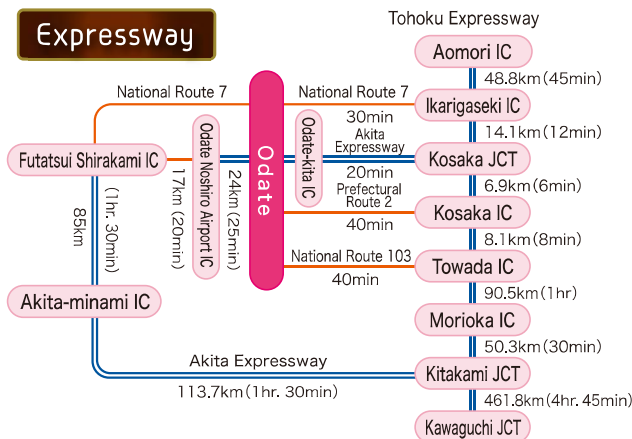 Expressway
Tohoku Expressway
Aomori IC
48.8km(45min)
National Route 7
National Route 7
Ikarigaseki IC
30min
14.1km(12min)
Akita
Expressway
Odate-kita IC
Odate
Odate Noshiro Airport IC
Futatsui Shirakami IC
Kosaka JCT
20min
6.9km(6min)
Prefectural
Route 2
17km(20min)
24km(25min)
Kosaka IC
40min
8.1km(8min)
(1hr. 30min)
85km
National Route 103
Towada IC
40min
90.5km(1hr)
Akita-minami IC
Morioka IC
50.3km(30min)
Akita Expressway
Kitakami JCT
113.7km(1hr. 30min)
461.8km(4hr. 45min)
Kawaguchi JCT